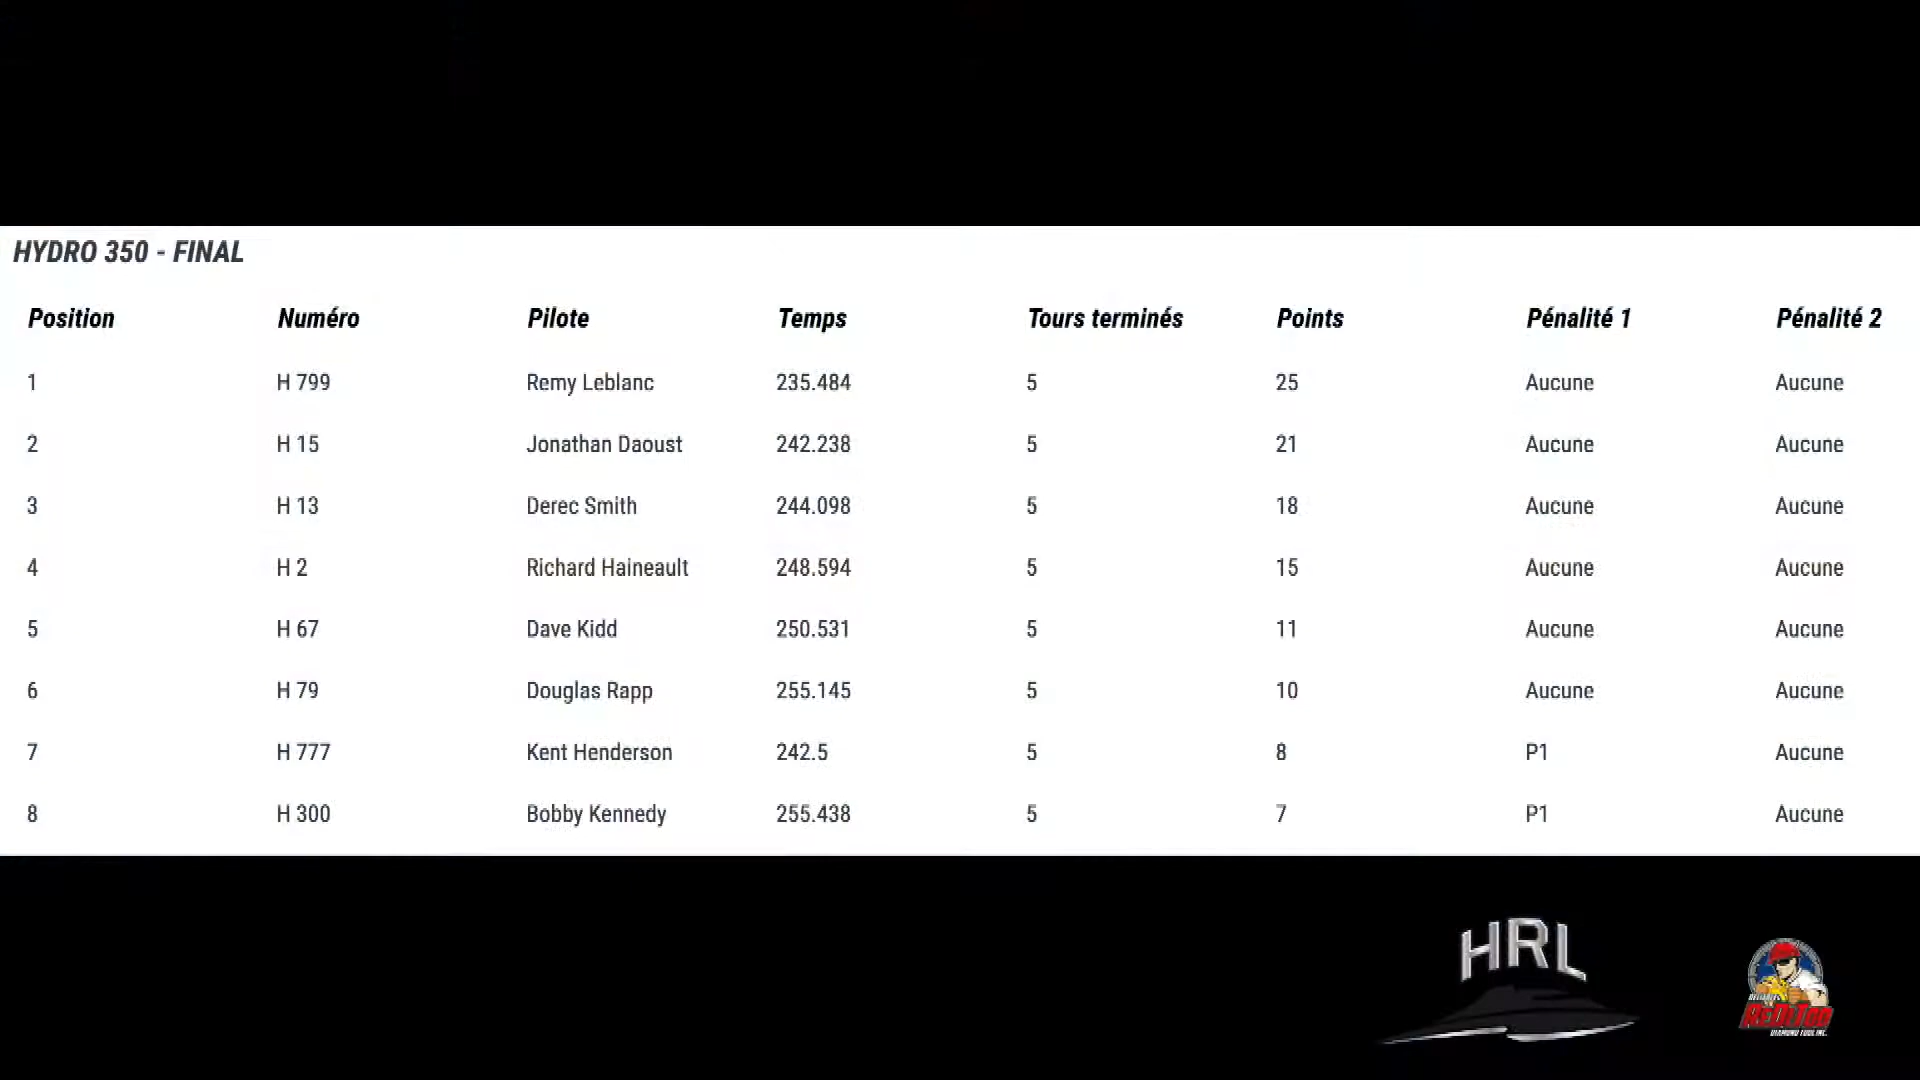 HYDRO 350 - FINAL
Position Numéro Pilote Temps Tours terminés Points Pénalité 1 Pénalité 2
1 H 799 Remy Leblanc 235.484 5 25 Aucune Aucune
2 H 15 Jonathan Daoust 242.238 5 21 Aucune Aucune
3 H 13 Derec Smith 244.098 5 18 Aucune Aucune
4 H 2 Richard Haineault 248.594 5 15 Aucune Aucune
5 H 67 Dave Kidd 250.531 5 11 Aucune Aucune
6 H 79 Douglas Rapp 255.145 5 10 Aucune Aucune
7 H 777 Kent Henderson 242.5 5 8 P1 Aucune
8 H 300 Bobby Kennedy 255.438 5 7 P1 Aucune
HRL
DIAMOND TOOL INC.